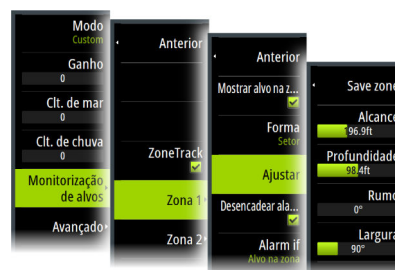 Modo
Custom
Ganho
0
Clt. de mar
0
Clt. de chuva
0
Monitorização
de alvos
Avançado
Anterior
ZoneTrack
Zona 1
Zona 2
Anterior
Mostrar alvo na z...
Forma
Setor
Ajustar
Desencadear ala...
Alarm if
Alvo na zona
Save zone
Alcance
96.9ft
Profundidade
98.4ft
Rumo
0°
Largura
90°